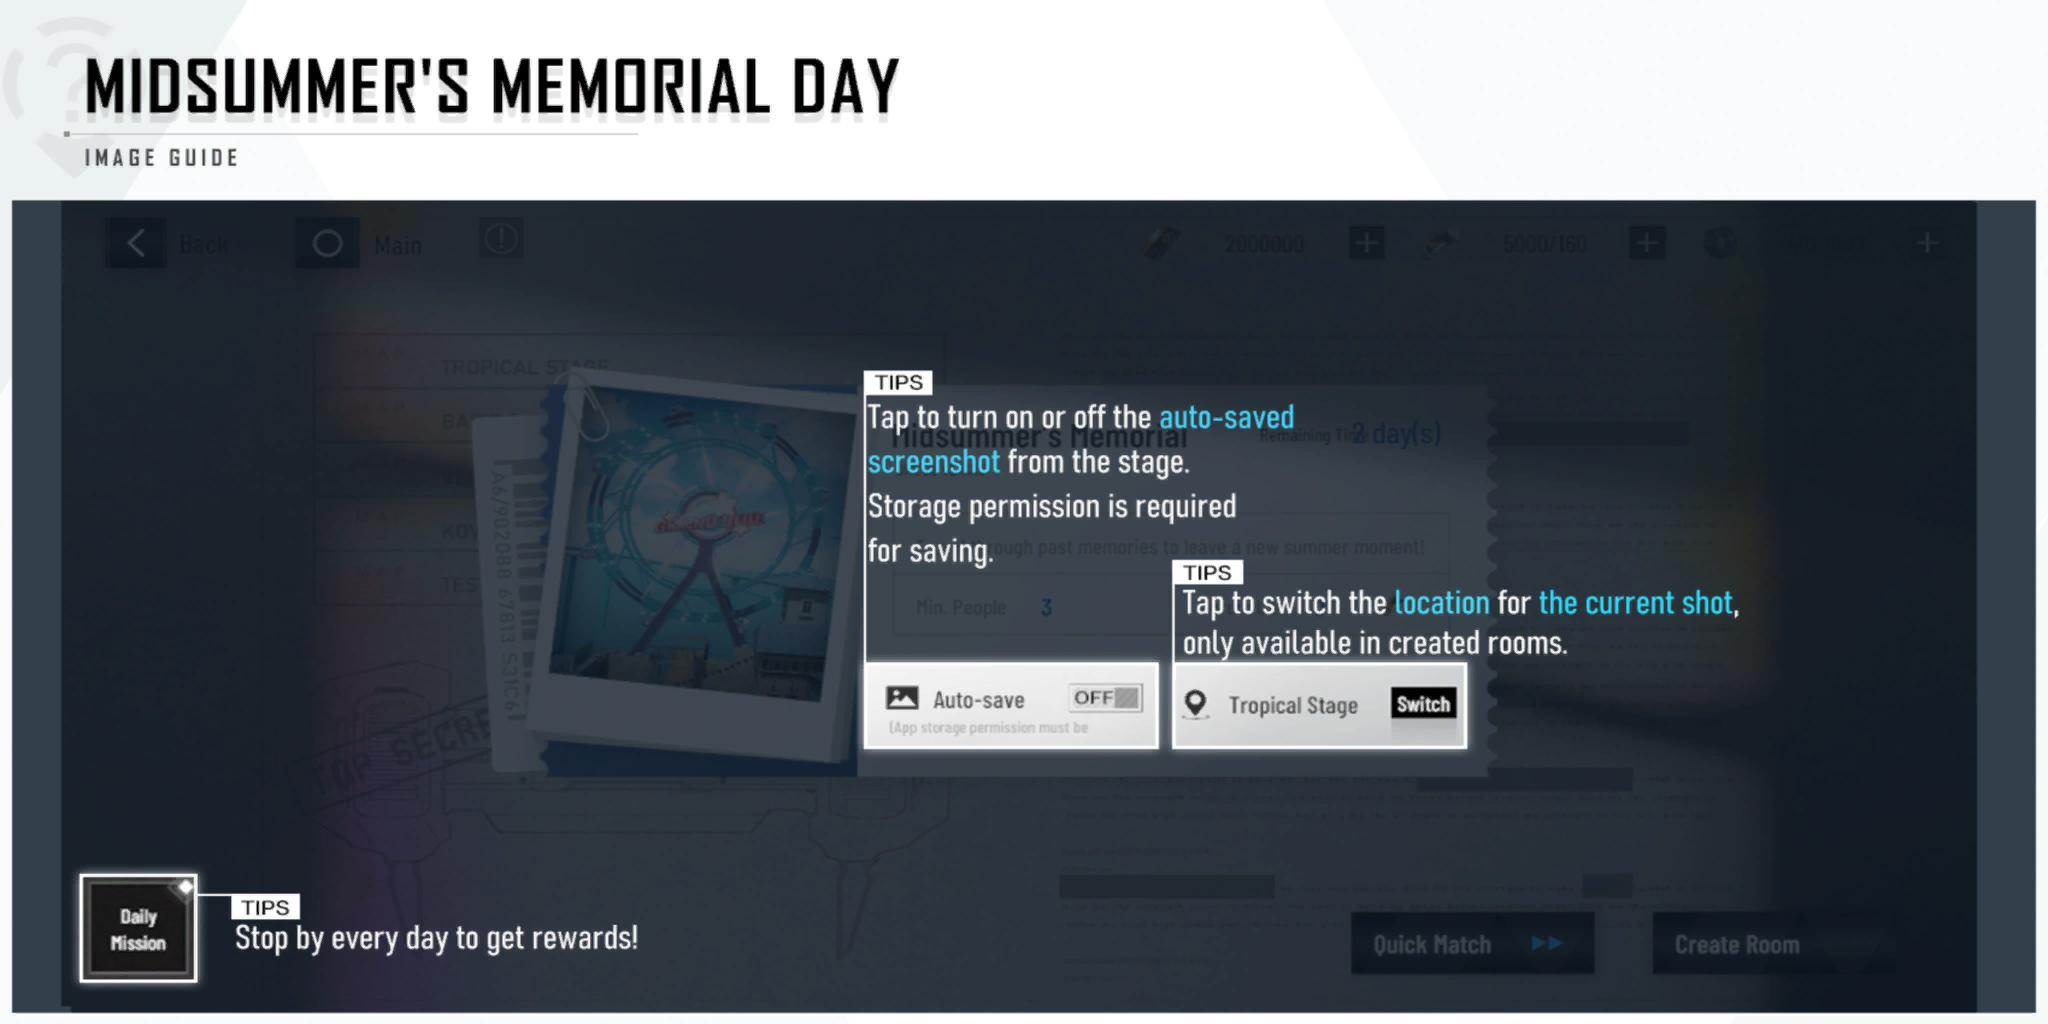 MIDSUMMER'S MEMORIAL DAY
IMAGE GUIDE
Back
Main
2000000
5000/160
TROPICAL STAGE
TIPS
Tap to turn on or off the auto-saved
screenshot from the stage.
Storage permission is required
for saving.
Midsummer's Memorial
Remaining Time
2 day(s)
through past memories to leave a new summer moment!
Min. People 3
TIPS
Tap to switch the location for the current shot,
only available in created rooms.
Auto-save OFF
(App storage permission must be
Tropical Stage Switch
TOP SECRE
Daily
Mission
TIPS
Stop by every day to get rewards!
Quick Match
Create Room